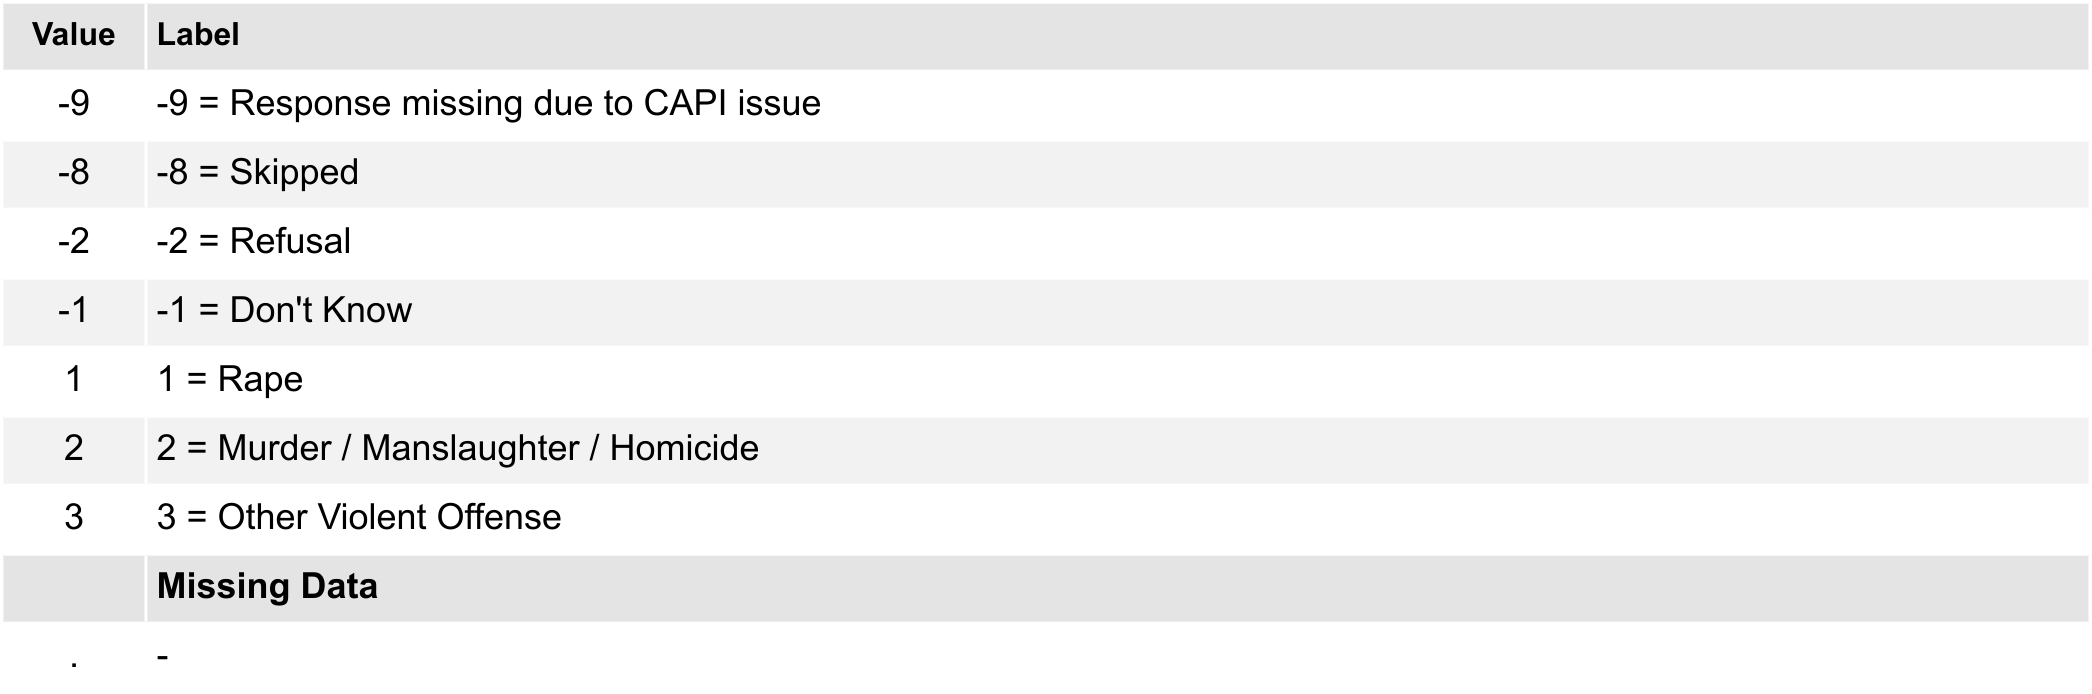 Value Label
-9 -9 = Response missing due to CAPI issue
-8 -8 = Skipped
-2 -2 = Refusal
-1 -1 = Don't Know
1 1 = Rape
2 2 = Murder / Manslaughter / Homicide
3 3 = Other Violent Offense
Missing Data
. -